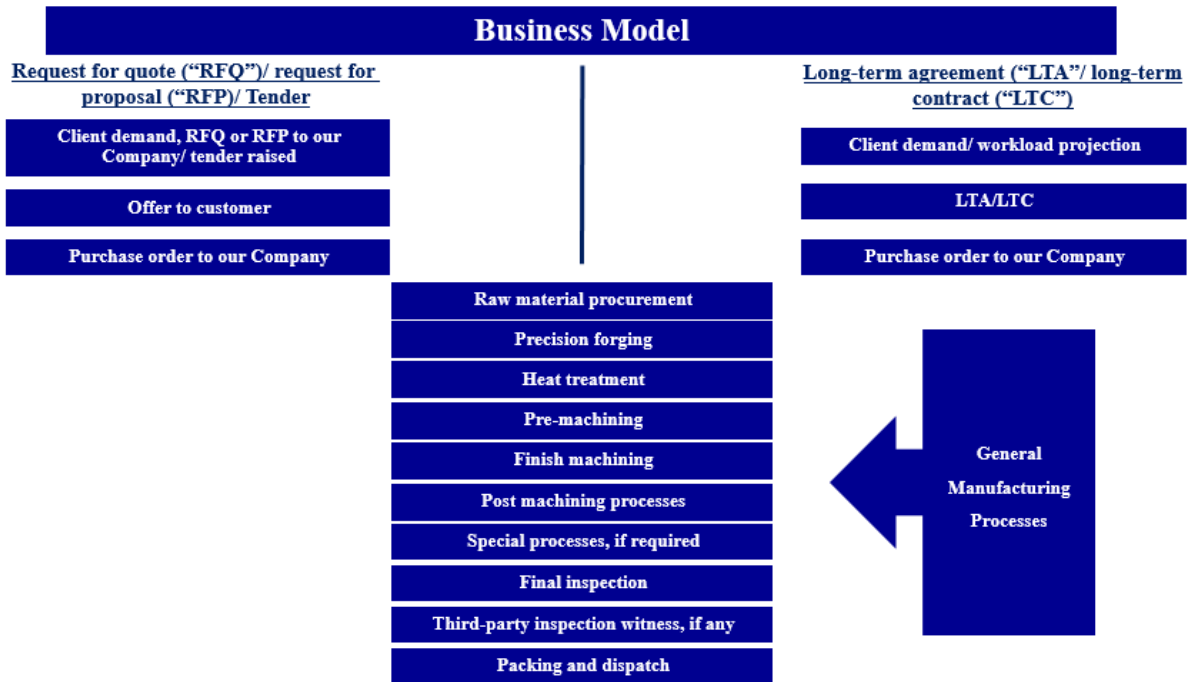 Business Model
Request for quote (“RFQ”)/ request for
proposal (“RFP)/ Tender
Client demand, RFQ or RFP to our
Company/ tender raised
Offer to customer
Purchase order to our Company
Long-term agreement (“LTA”/ long-term
contract (“LTC”)
Client demand/ workload projection
LTA/LTC
Purchase order to our Company
Raw material procurement
Precision forging
Heat treatment
Pre-machining
Finish machining
Post machining processes
Special processes, if required
Final inspection
Third-party inspection witness, if any
Packing and dispatch
General
Manufacturing
Processes